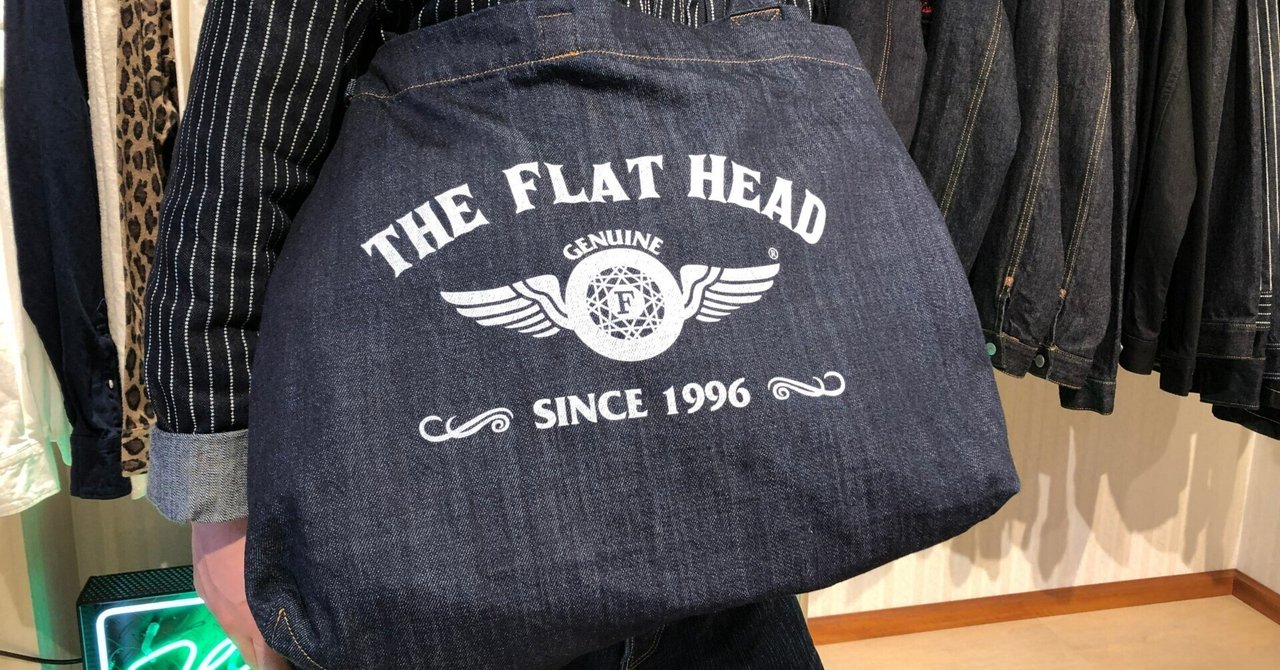 THE FLAT HEAD
GENUINE
®
F
SINCE 1996